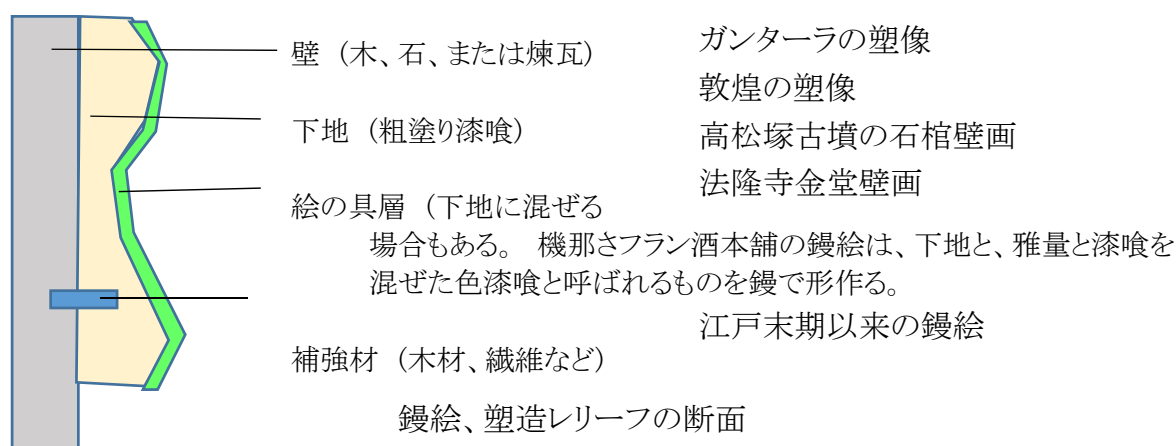 壁 (木、石、または煉瓦)
下地 (粗塗り漆喰)
絵の具層 (下地に混ぜる
場合もある。 機那さフラン酒本舗の鏝絵は、下地と、雅量と漆喰を
混ぜた色漆喰と呼ばれるものを鏝で形作る。
補強材 (木材、繊維など)
鏝絵、塑造レリーフの断面
ガンターラの塑像
敦煌の塑像
高松塚古墳の石棺壁画
法隆寺金堂壁画
江戸末期以来の鏝絵